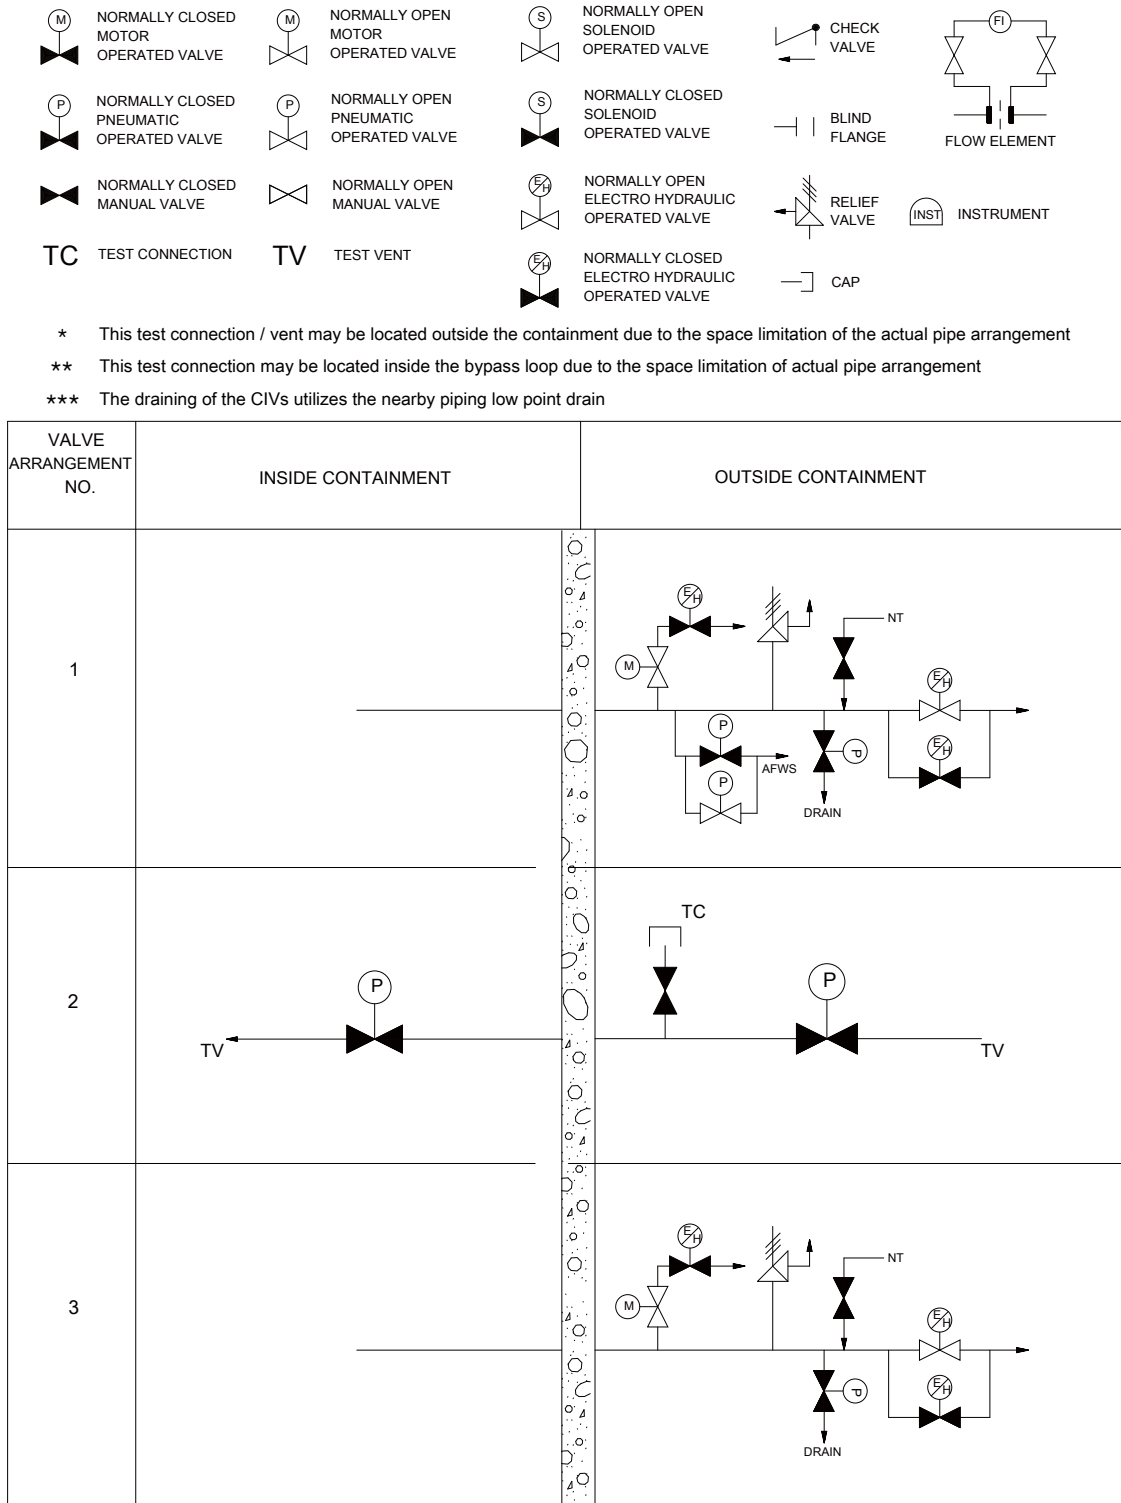 M
NORMALLY CLOSED
MOTOR
OPERATED VALVE
M
NORMALLY OPEN
MOTOR
OPERATED VALVE
S
NORMALLY OPEN
SOLENOID
OPERATED VALVE
CHECK
VALVE
FI
FLOW ELEMENT
P
NORMALLY CLOSED
PNEUMATIC
OPERATED VALVE
P
NORMALLY OPEN
PNEUMATIC
OPERATED VALVE
S
NORMALLY CLOSED
SOLENOID
OPERATED VALVE
BLIND
FLANGE
NORMALLY CLOSED
MANUAL VALVE
NORMALLY OPEN
MANUAL VALVE
E/H
NORMALLY OPEN
ELECTRO HYDRAULIC
OPERATED VALVE
RELIEF
VALVE
INST
INSTRUMENT
TC
TEST CONNECTION
TV
TEST VENT
E/H
NORMALLY CLOSED
ELECTRO HYDRAULIC
OPERATED VALVE
CAP
* This test connection / vent may be located outside the containment due to the space limitation of the actual pipe arrangement
** This test connection may be located inside the bypass loop due to the space limitation of actual pipe arrangement
*** The draining of the CIVs utilizes the nearby piping low point drain
VALVE
ARRANGEMENT
NO.
INSIDE CONTAINMENT
OUTSIDE CONTAINMENT
1
E/H
M
NT
E/H
P
P
E/H
AFWS
P
DRAIN
2
TC
P
P
TV
TV
3
E/H
M
NT
E/H
P
E/H
DRAIN